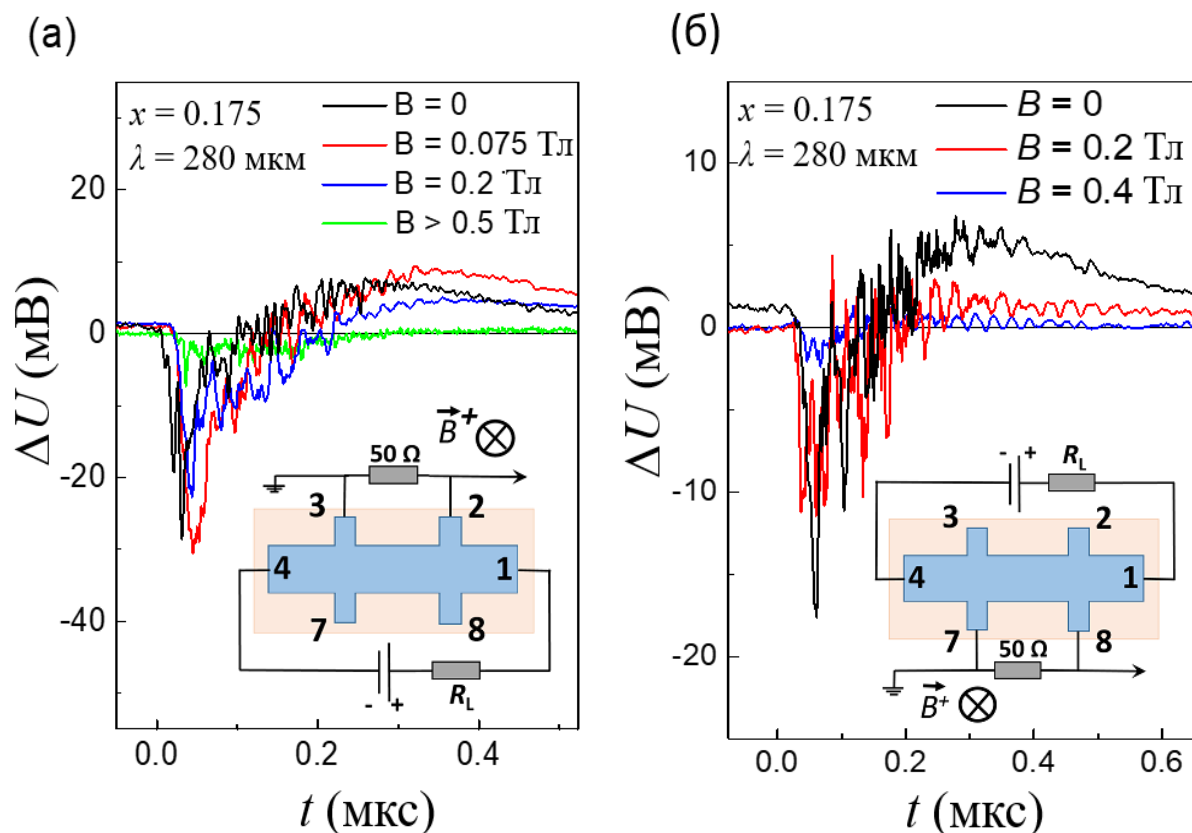 (а)
x = 0.175
λ = 280 мкм
B = 0
B = 0.075 Тл
B = 0.2 Тл
B > 0.5 Тл
20
0
-20
-40
ΔU (мВ)
B⃗⁺
50 Ω
3
2
4
1
7
8
- +
R_L
0.0
0.2
0.4
t (мкс)
(б)
x = 0.175
λ = 280 мкм
B = 0
B = 0.2 Тл
B = 0.4 Тл
10
0
-10
-20
ΔU (мВ)
- +
R_L
3
2
4
1
7
8
50 Ω
B⃗⁺
0.0
0.2
0.4
0.6
t (мкс)